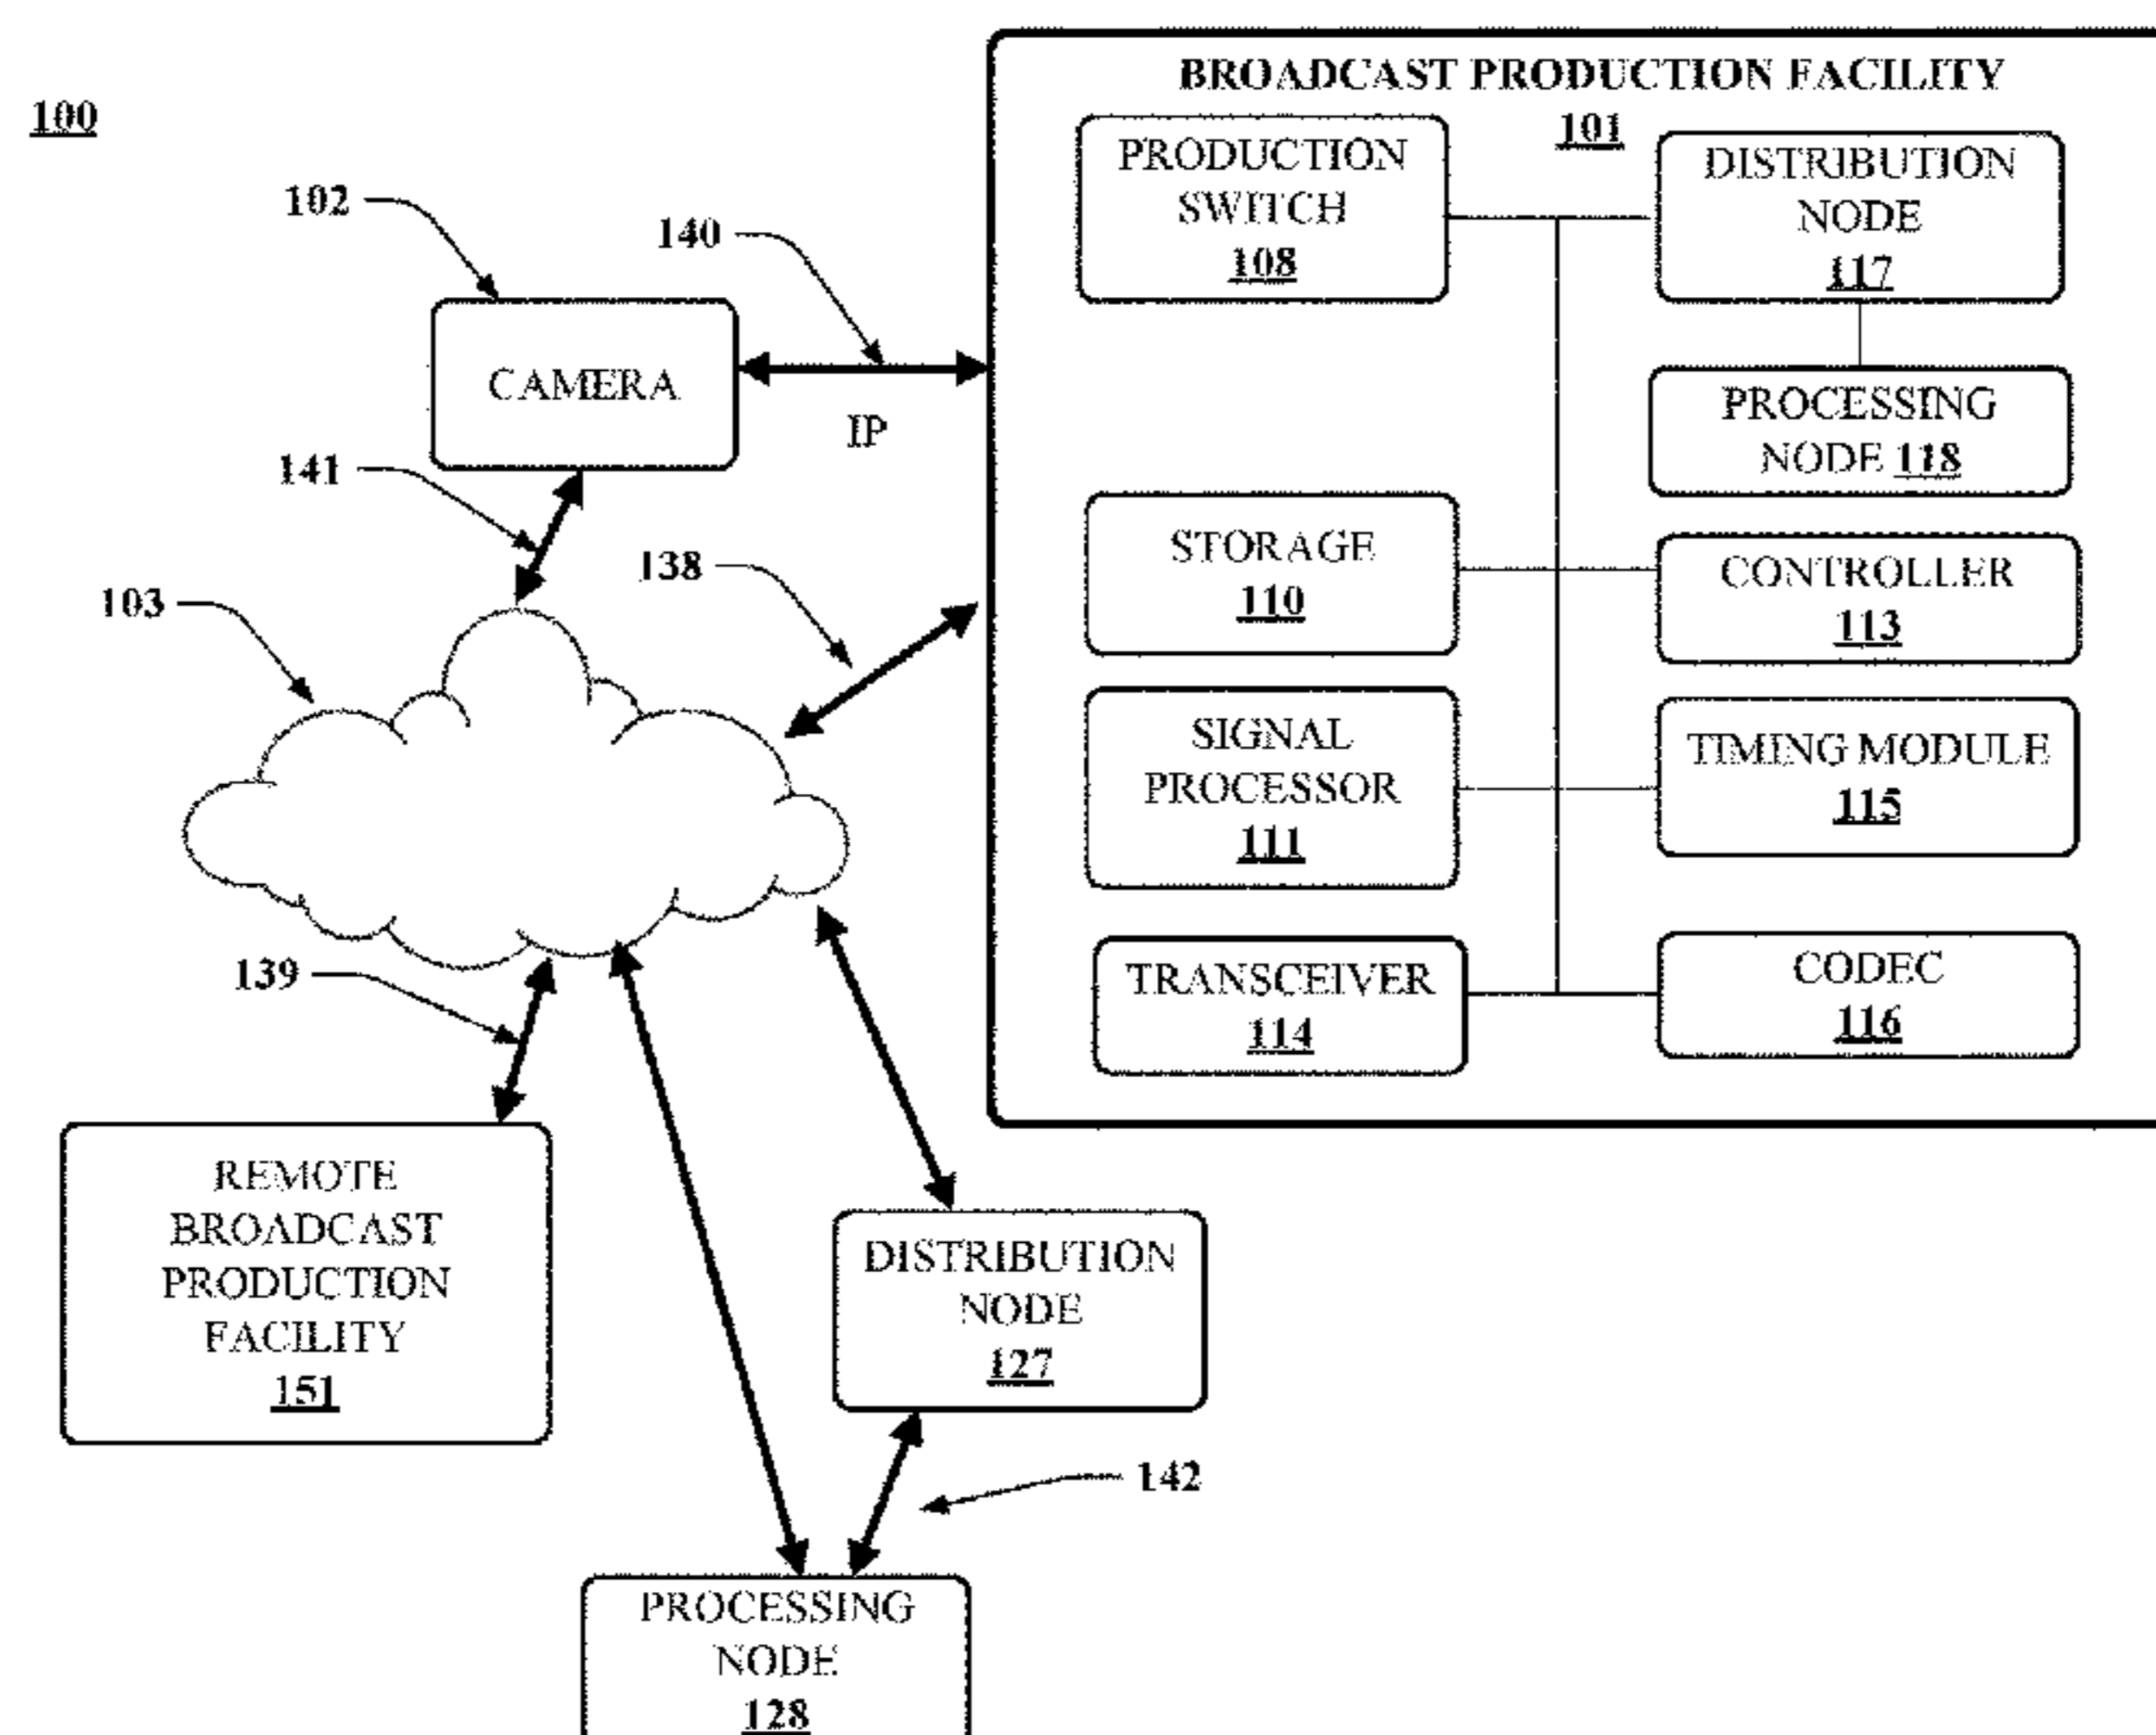 100
BROADCAST PRODUCTION FACILITY
101
102
140
CAMERA
IP
141
138
103
139
PRODUCTION
SWITCH
108
DISTRIBUTION
NODE
117
PROCESSING
NODE 118
STORAGE
110
CONTROLLER
113
SIGNAL
PROCESSOR
111
TIMING MODULE
115
TRANSCEIVER
114
CODEC
116
REMOTE
BROADCAST
PRODUCTION
FACILITY
151
DISTRIBUTION
NODE
127
142
PROCESSING
NODE
128